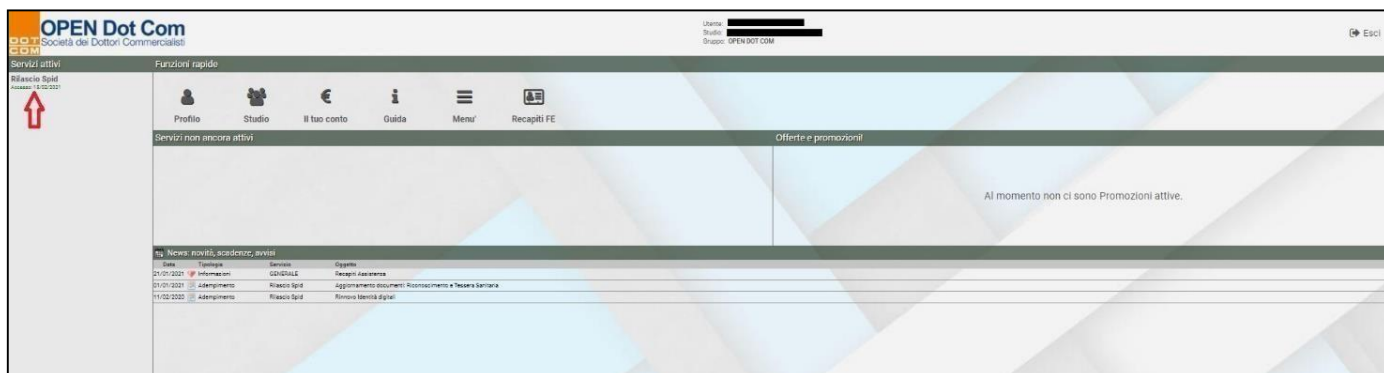 OPEN Dot Com
DOT COM
Società dei Dottori Commercialisti
Utente:
Studio:
Gruppo: OPEN DOT COM
Esci
Servizi attivi
Funzioni rapide
Rilascio Spid
Accesso: 15/02/2021
Profilo
Studio
Il tuo conto
Guida
Menu'
Recapiti FE
Servizi non ancora attivi
Offerte e promozioni!
Al momento non ci sono Promozioni attive.
News: novità, scadenze, avvisi
Data Tipologia Servizio Oggetto
21/01/2021 Informazioni GENERALE Recapiti Assistenza
01/01/2021 Adempimento Rilascio Spid Aggiornamento documenti: Riconoscimento e Tessera Sanitaria
11/02/2020 Adempimento Rilascio Spid Rinnovo Identità digitali